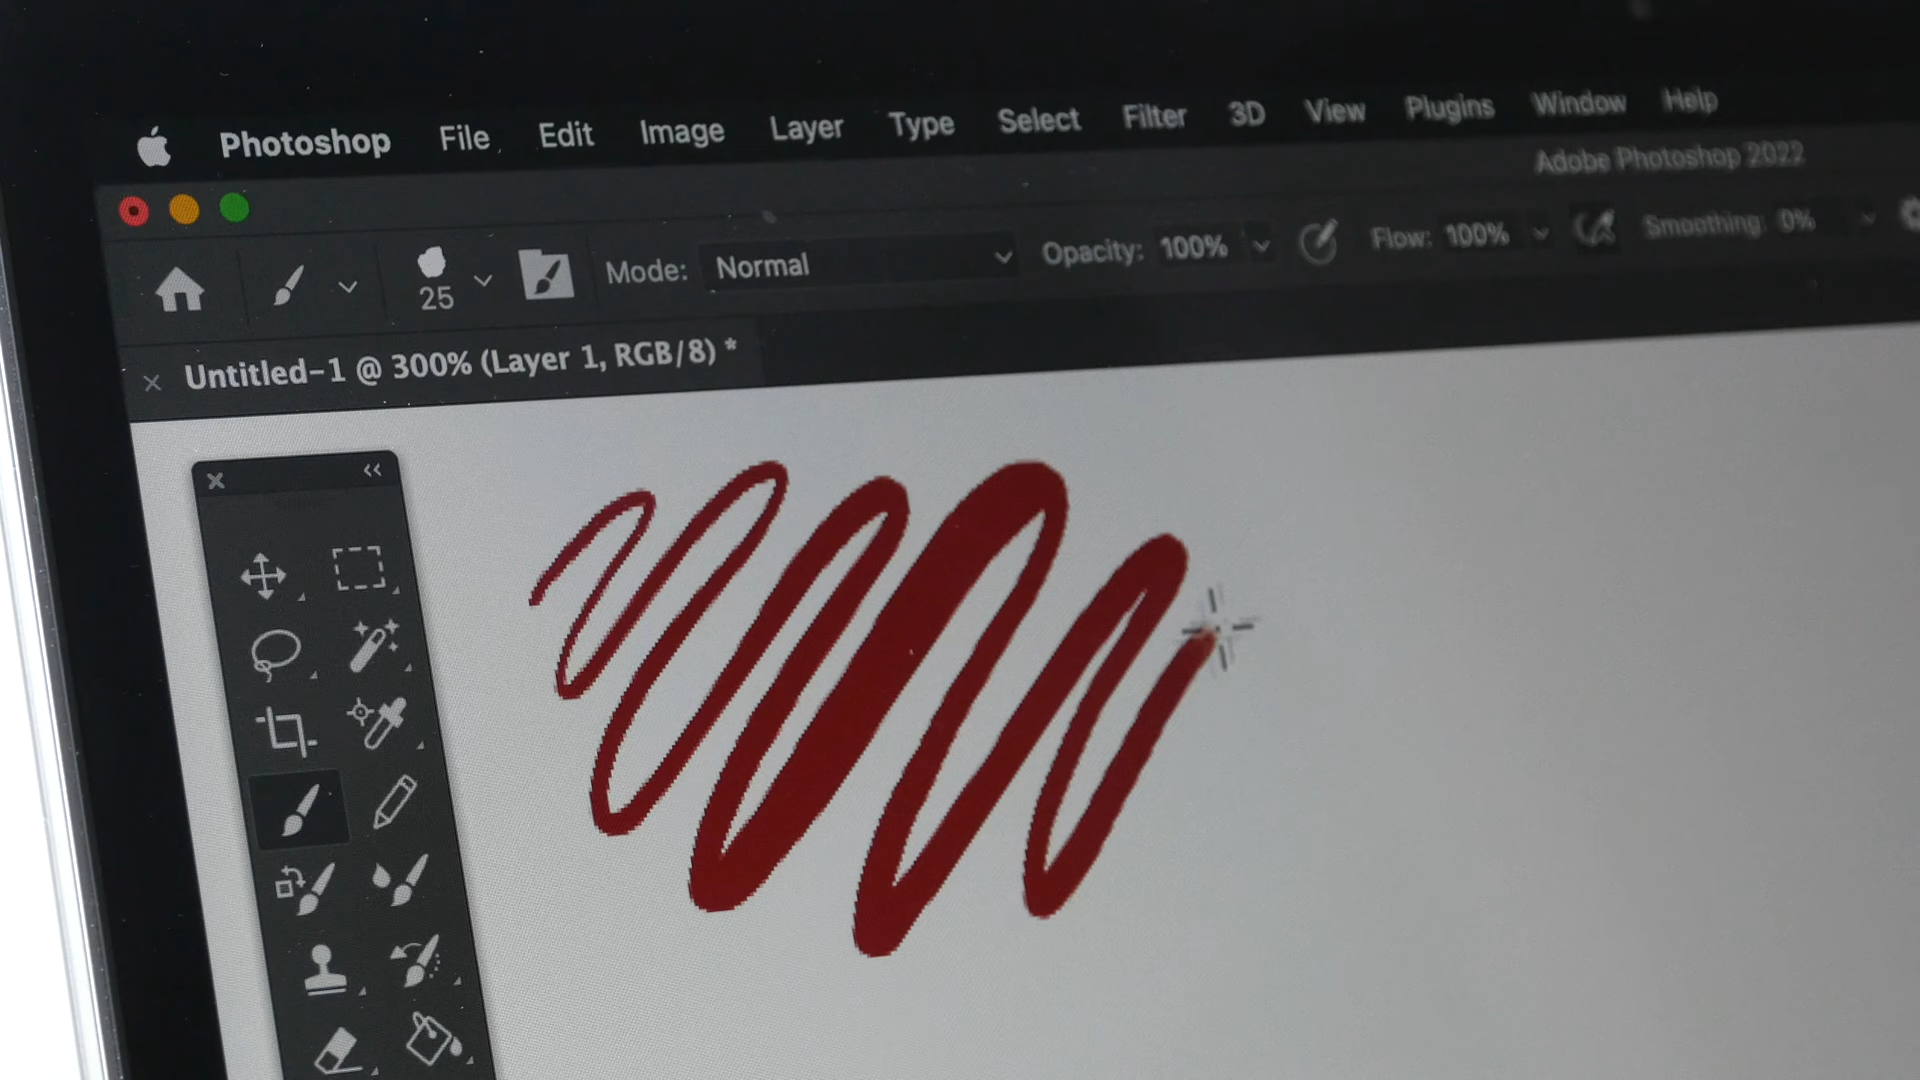 Photoshop File Edit Image Layer Type Select Filter 3D View Plugins Window Help
Adobe Photoshop 2022
25 Mode: Normal Opacity: 100% Flow: 100% Smoothing: 0%
Untitled-1 @ 300% (Layer 1, RGB/8) *